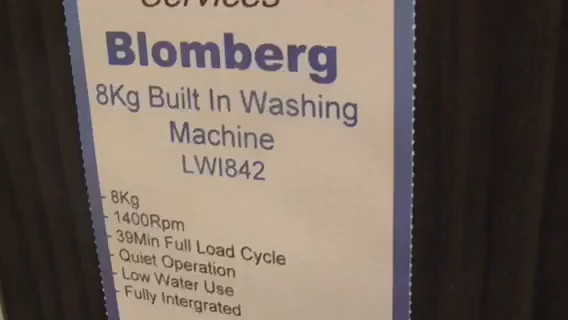 Services
Blomberg
8Kg Built In Washing
Machine
LWI842
- 8Kg
- 1400Rpm
- 39Min Full Load Cycle
- Quiet Operation
- Low Water Use
- Fully Intergrated